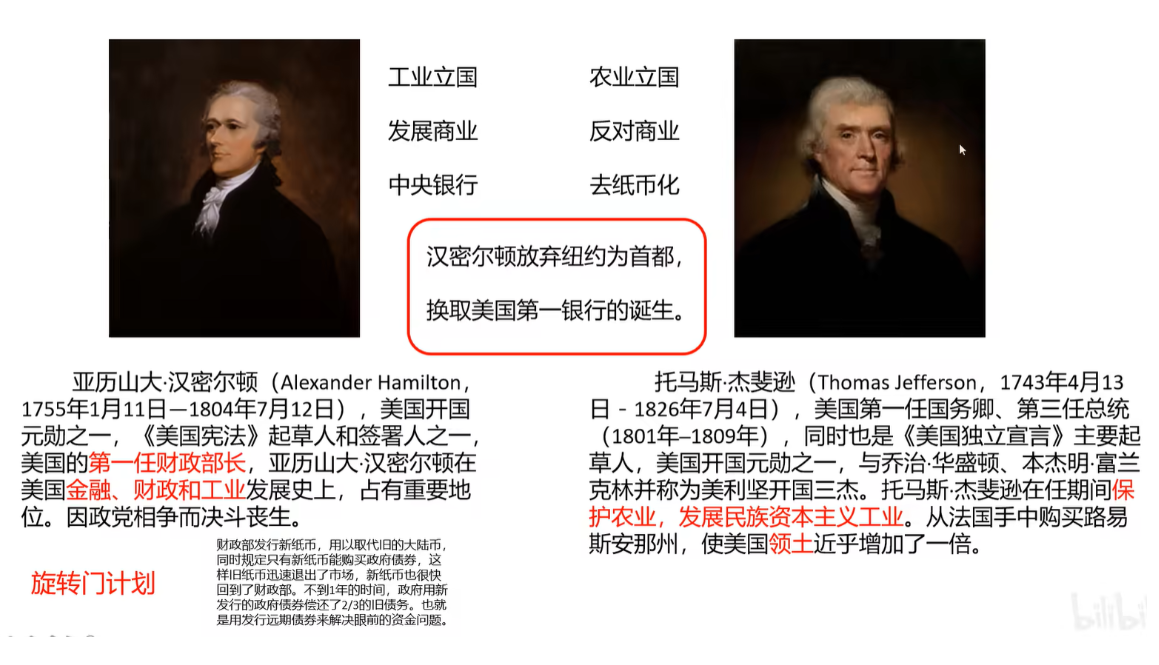 工业立国
农业立国
发展商业
反对商业
中央银行
去纸币化
汉密尔顿放弃纽约为首都，
换取美国第一银行的诞生。
亚历山大·汉密尔顿（Alexander Hamilton，
1755年1月11日—1804年7月12日），美国开国
元勋之一，《美国宪法》起草人和签署人之一，
美国的第一任财政部长，亚历山大·汉密尔顿在
美国金融、财政和工业发展史上，占有重要地
位。因政党相争而决斗丧生。
托马斯·杰斐逊（Thomas Jefferson，1743年4月13
日－1826年7月4日），美国第一任国务卿、第三任总统
（1801年–1809年），同时也是《美国独立宣言》主要起
草人，美国开国元勋之一，与乔治·华盛顿、本杰明·富兰
克林并称为美利坚开国三杰。托马斯·杰斐逊在任期间保
护农业，发展民族资本主义工业。从法国手中购买路易
斯安那州，使美国领土近乎增加了一倍。
旋转门计划
财政部发行新纸币，用以取代旧的大陆币，
同时规定只有新纸币能购买政府债券，这
样旧纸币迅速退出了市场，新纸币也很快
回到了财政部。不到1年的时间，政府用新
发行的政府债券偿还了2/3的旧债务。也就
是用发行远期债券来解决眼前的资金问题。
bilibili